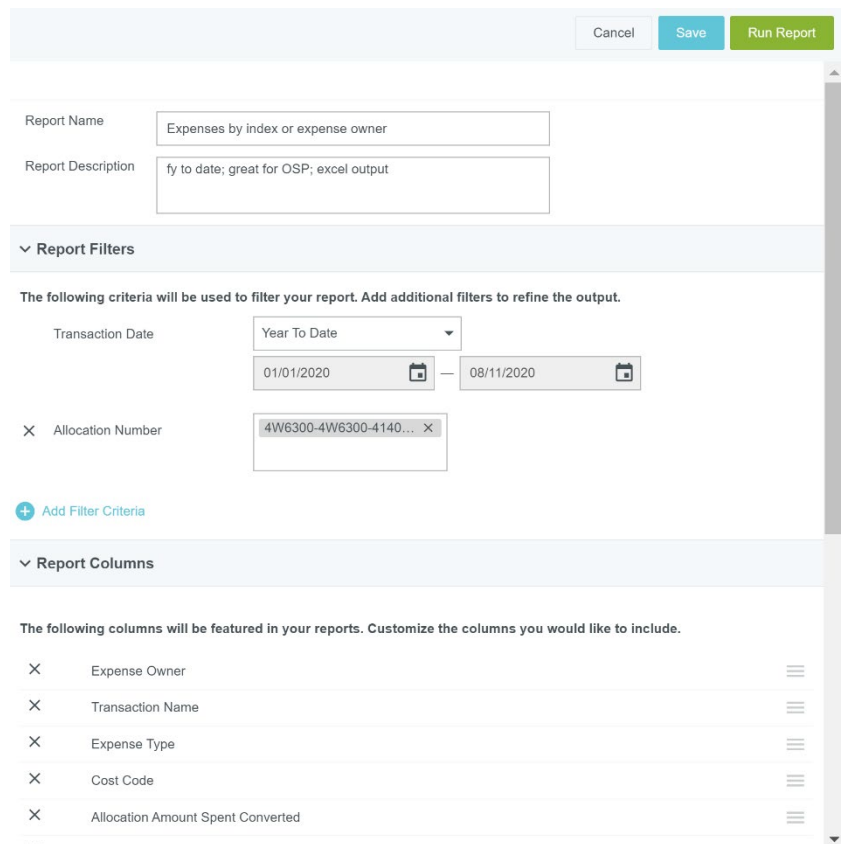 Cancel Save Run Report
Report Name
Expenses by index or expense owner
Report Description
fy to date; great for OSP; excel output
Report Filters
The following criteria will be used to filter your report. Add additional filters to refine the output.
Transaction Date
Year To Date
01/01/2020 — 08/11/2020
Allocation Number
4W6300-4W6300-4140...
Add Filter Criteria
Report Columns
The following columns will be featured in your reports. Customize the columns you would like to include.
Expense Owner
Transaction Name
Expense Type
Cost Code
Allocation Amount Spent Converted